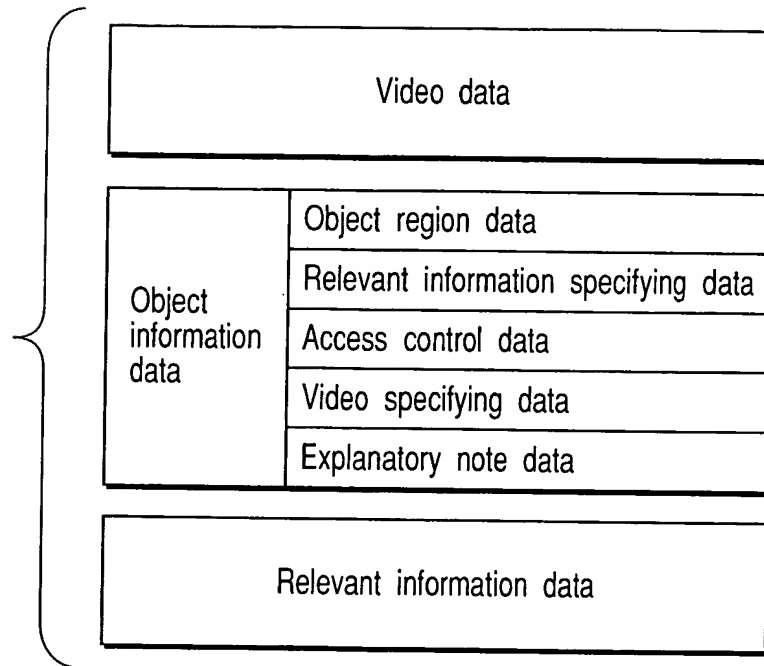 Video data
Object
information
data
Object region data
Relevant information specifying data
Access control data
Video specifying data
Explanatory note data
Relevant information data